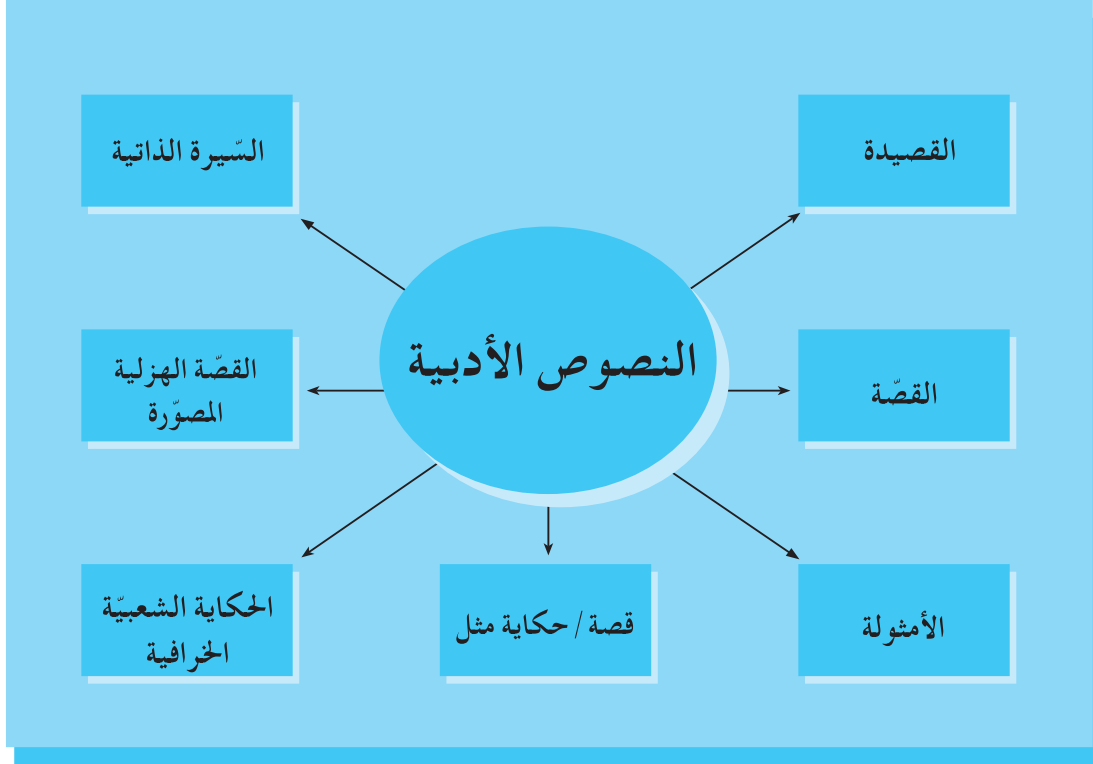 القصيدة
السّيرة الذاتية
النصوص الأدبية
القصّة
القصّة الهزلية
المصوّرة
الأمثولة
قصة / حكاية مثل
الحكاية الشعبيّة
الخرافية